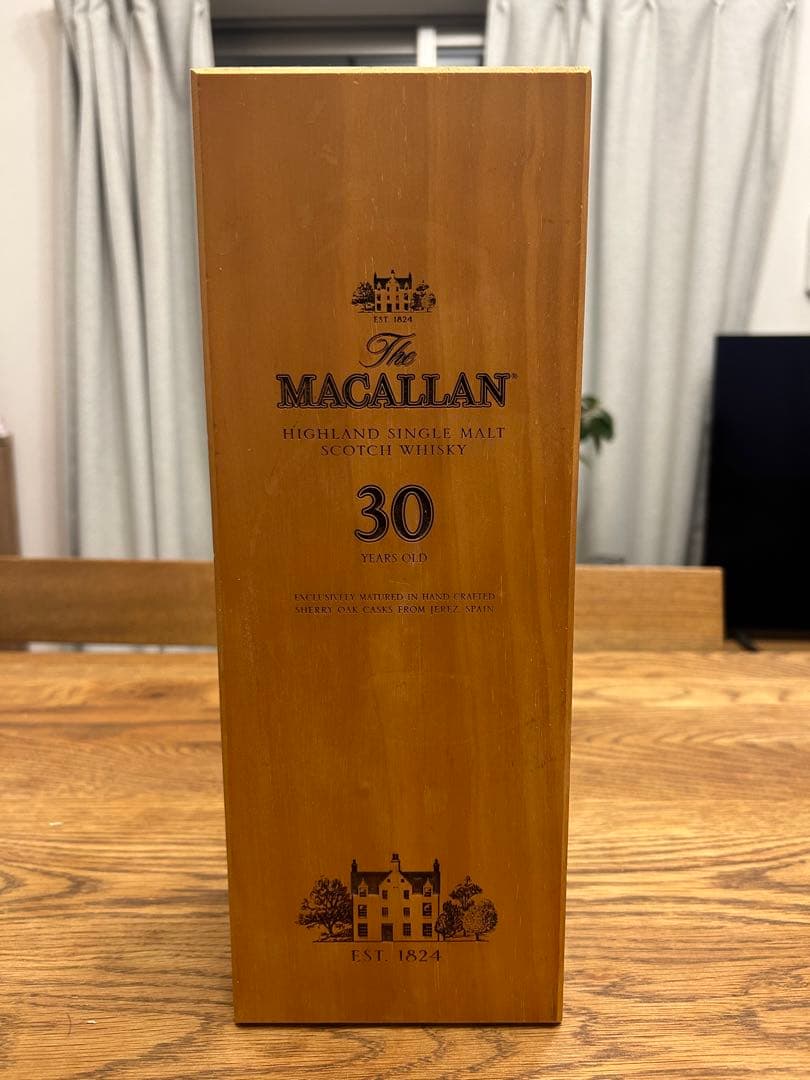 EST. 1824
The
MACALLAN®
HIGHLAND SINGLE MALT
SCOTCH WHISKY
30
YEARS OLD
EXCLUSIVELY MATURED IN HAND CRAFTED
SHERRY OAK CASKS FROM JEREZ, SPAIN
EST. 1824